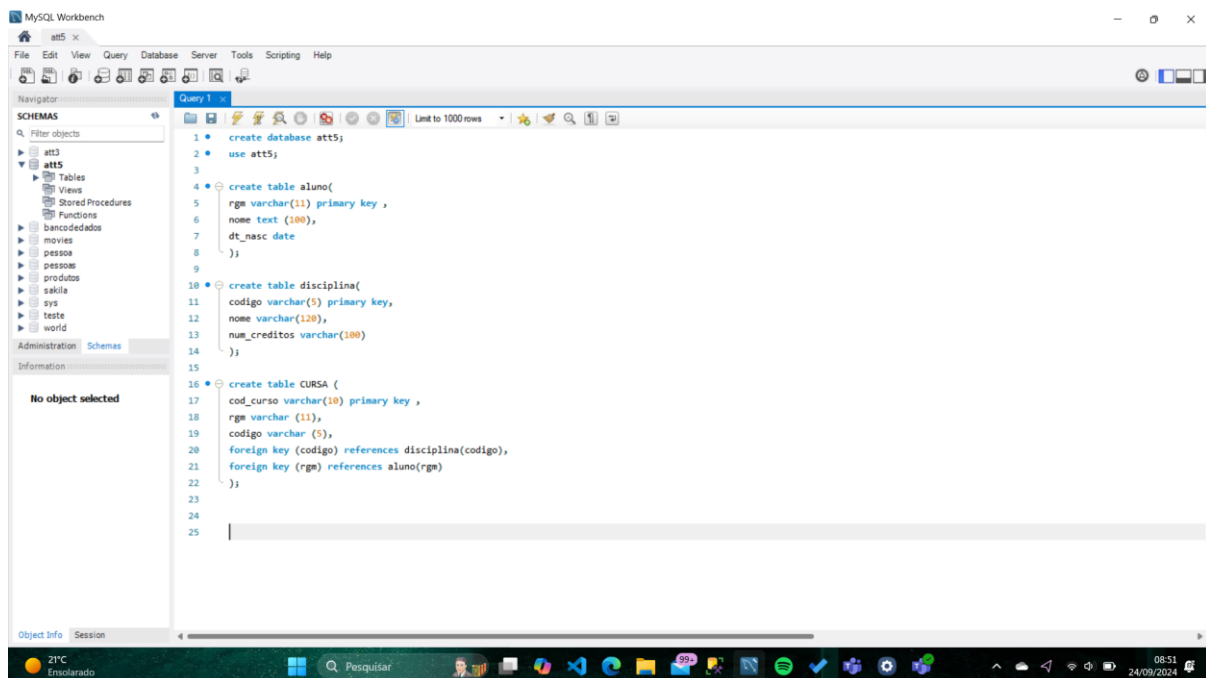 MySQL Workbench
att5 ×
File Edit View Query Database Server Tools Scripting Help
Navigator
Query 1 ×
SCHEMAS
Limit to 1000 rows
Filter objects
att3
att5
Tables
Views
Stored Procedures
Functions
bancodedados
movies
pessoa
pessoas
produtos
sakila
sys
teste
world
Administration Schemas
Information
No object selected
1 create database att5;
2 use att5;
3
4 create table aluno(
5 rgm varchar(11) primary key ,
6 nome text (100),
7 dt_nasc date
8 );
9
10 create table disciplina(
11 codigo varchar(5) primary key,
12 nome varchar(120),
13 num_creditos varchar(100)
14 );
15
16 create table CURSA (
17 cod_curso varchar(10) primary key ,
18 rgm varchar (11),
19 codigo varchar (5),
20 foreign key (codigo) references disciplina(codigo),
21 foreign key (rgm) references aluno(rgm)
22 );
23
24
25
Object Info Session
21°C
Ensolarado
Pesquisar
99+
08:51
24/09/2024